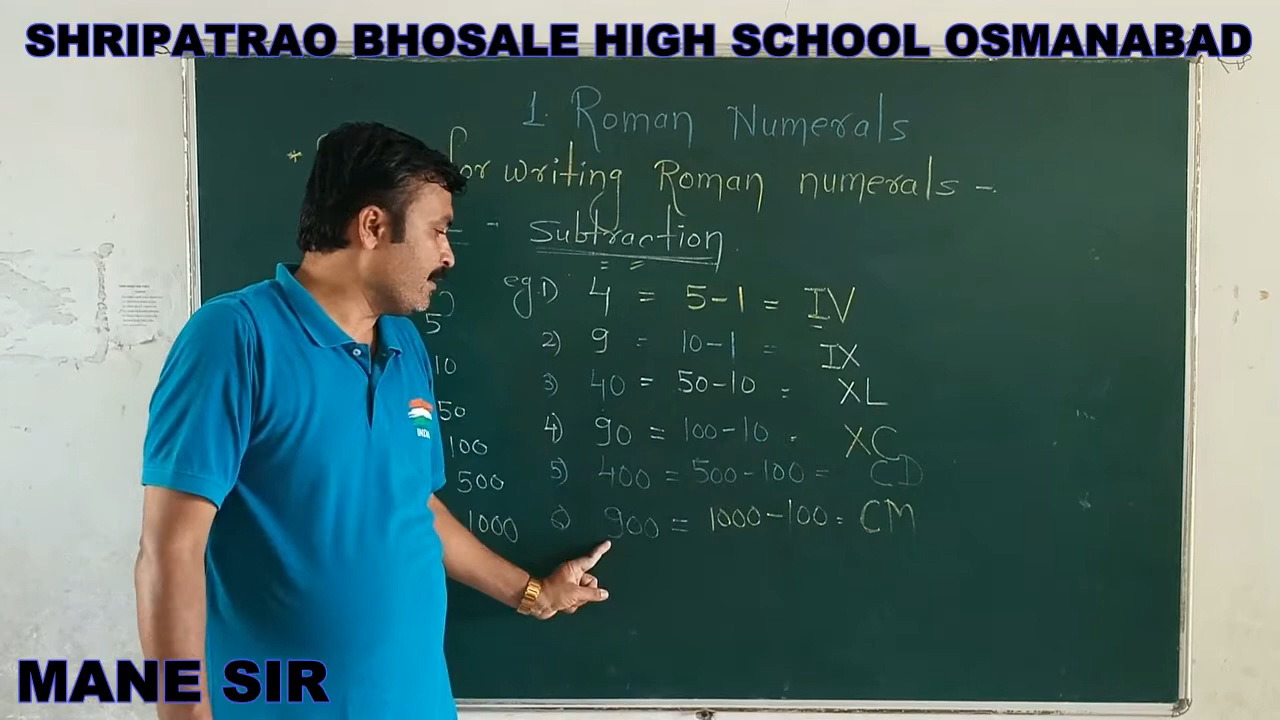 SHRIPATRAO BHOSALE HIGH SCHOOL OSMANABAD
1. Roman Numerals
* for writing Roman numerals -
- Subtraction
eg. 1) 4 = 5-1 = IV
5 2) 9 = 10-1 = IX
10 3) 40 = 50-10 = XL
50 4) 90 = 100-10 = XC
100 5) 400 = 500-100 = CD
500 6) 900 = 1000-100 = CM
1000
INDIA
MANE SIR